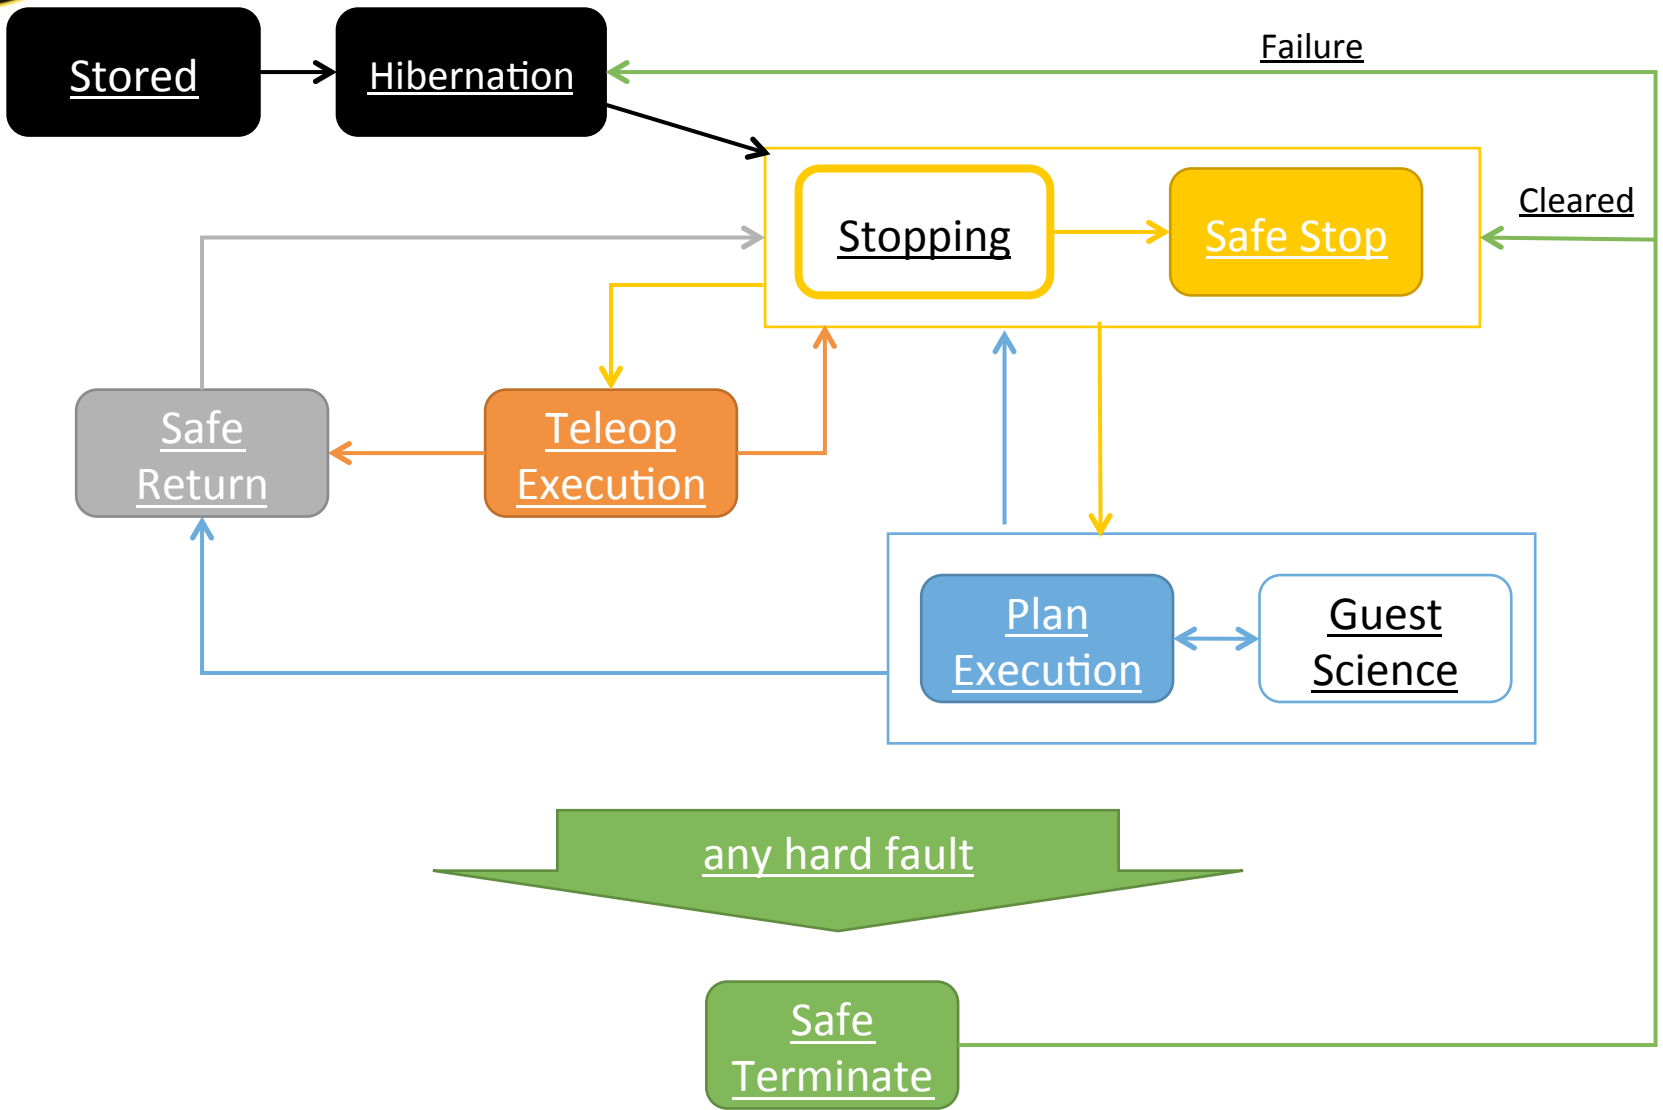 Stored
Hibernation
Failure
Cleared
Stopping
Safe Stop
Safe
Return
Teleop
Execution
Plan
Execution
Guest
Science
any hard fault
Safe
Terminate